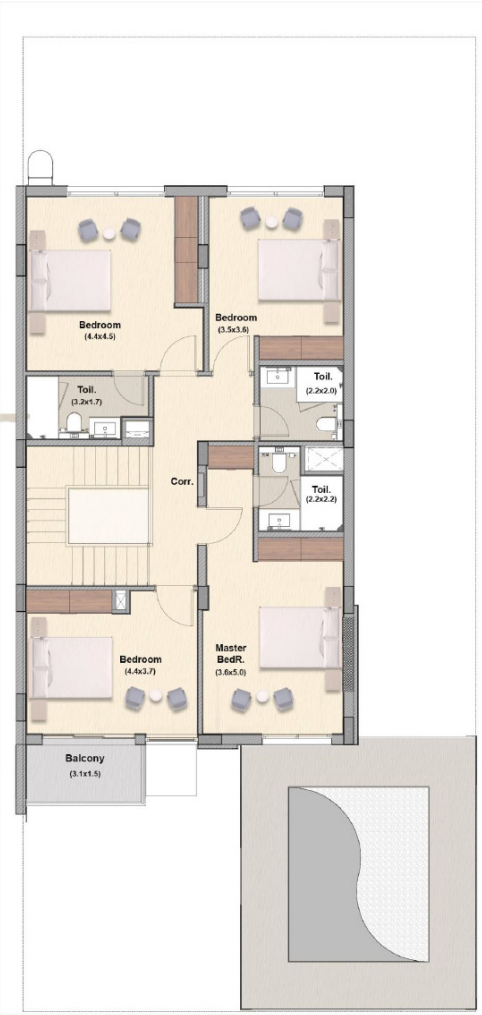 Bedroom
(4.4x4.5)
Bedroom
(3.5x3.6)
Toil.
(3.2x1.7)
Toil.
(2.2x2.0)
Corr.
Toil.
(2.2x2.2)
Bedroom
(4.4x3.7)
Master
BedR.
(3.6x5.0)
Balcony
(3.1x1.5)